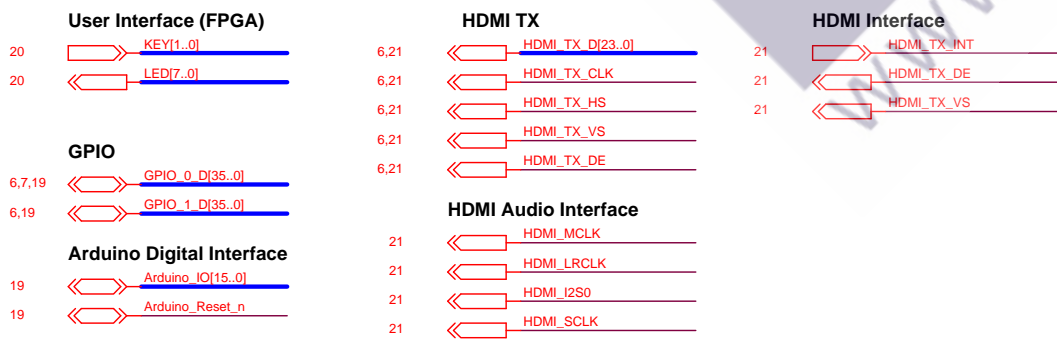 User Interface (FPGA)
20 KEY[1..0]
20 LED[7..0]
GPIO
6,7,19 GPIO_0_D[35..0]
6,19 GPIO_1_D[35..0]
Arduino Digital Interface
19 Arduino_IO[15..0]
19 Arduino_Reset_n
HDMI TX
6,21 HDMI_TX_D[23..0]
6,21 HDMI_TX_CLK
6,21 HDMI_TX_HS
6,21 HDMI_TX_VS
6,21 HDMI_TX_DE
HDMI Audio Interface
21 HDMI_MCLK
21 HDMI_LRCLK
21 HDMI_I2S0
21 HDMI_SCLK
HDMI Interface
21 HDMI_TX_INT
21 HDMI_TX_DE
21 HDMI_TX_VS